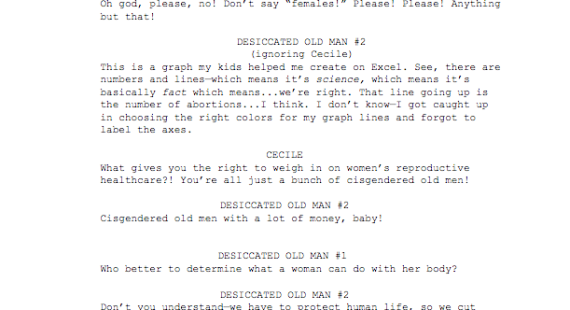 Oh god, please, no! Don't say “females!” Please! Please! Anything
but that!
DESICCATED OLD MAN #2
(ignoring Cecile)
This is a graph my kids helped me create on Excel. See, there are
numbers and lines—which means it's science, which means it's
basically fact which means...we're right. That line going up is
the number of abortions...I think. I don't know—I got caught up
in choosing the right colors for my graph lines and forgot to
label the axes.
CECILE
What gives you the right to weigh in on women's reproductive
healthcare?! You're all just a bunch of cisgendered old men!
DESICCATED OLD MAN #2
Cisgendered old men with a lot of money, baby!
DESICCATED OLD MAN #1
Who better to determine what a woman can do with her body?
DESICCATED OLD MAN #2
Don't you understand—we have to protect human life, so we cut